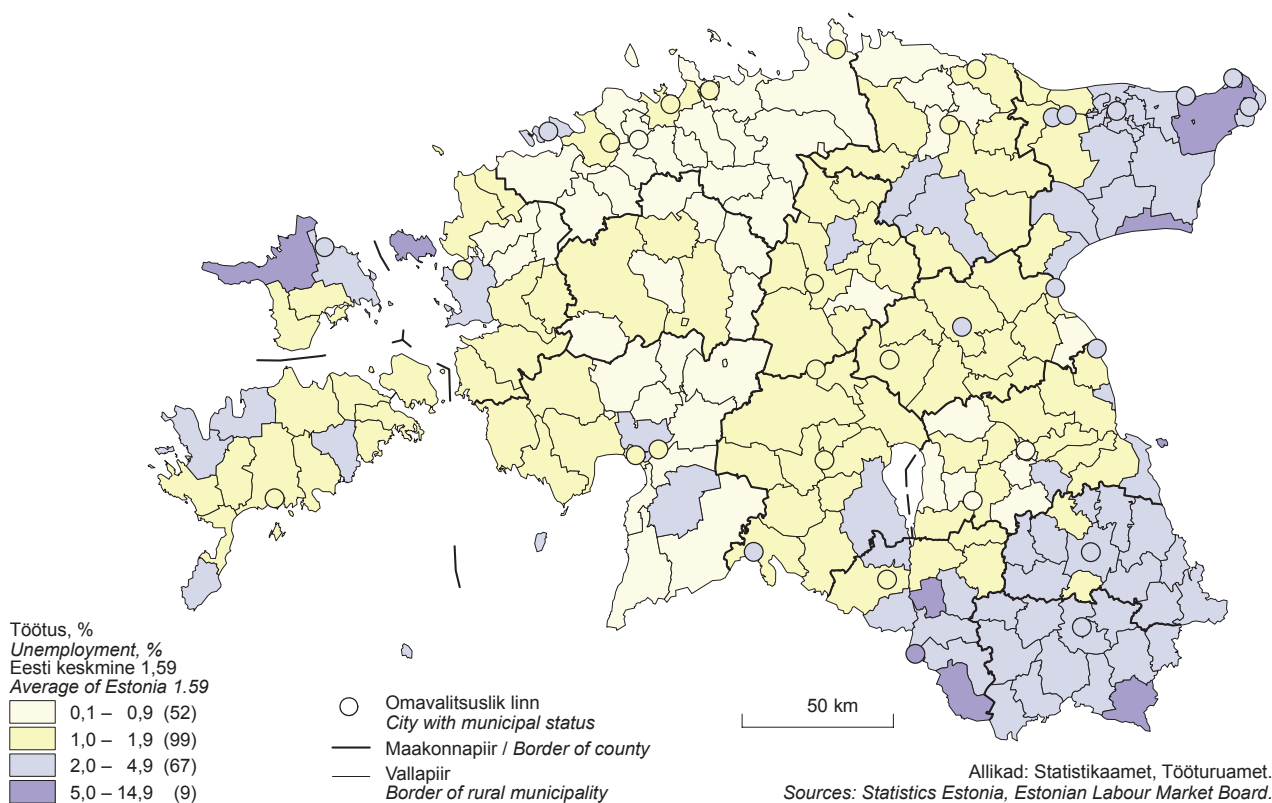 Töötus, %
Unemployment, %
Eesti keskmine 1,59
Average of Estonia 1.59
0,1 – 0,9 (52)
1,0 – 1,9 (99)
2,0 – 4,9 (67)
5,0 – 14,9 (9)
Omavalitsuslik linn
City with municipal status
Maakonnapiir / Border of county
Vallapiir
Border of rural municipality
50 km
Allikad: Statistikaamet, Tööturuamet.
Sources: Statistics Estonia, Estonian Labour Market Board.